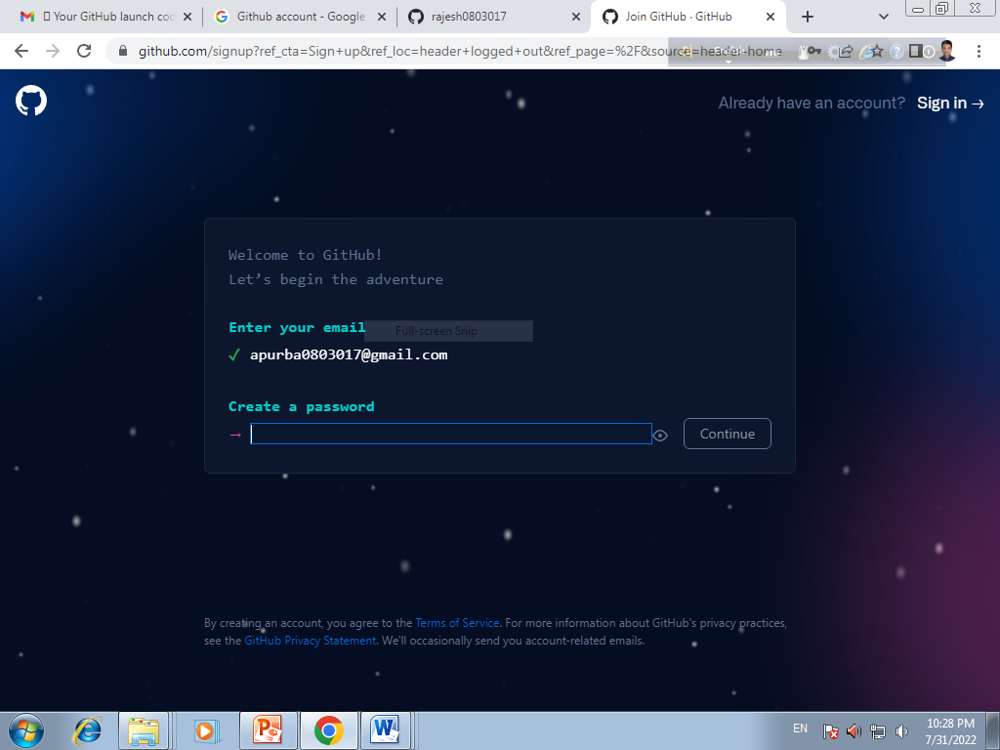 Your GitHub launch coc
Github account - Google
rajesh0803017
Join GitHub · GitHub
github.com/signup?ref_cta=Sign+up&ref_loc=header+logged+out&ref_page=%2F&source=header-home
Already have an account? Sign in →
Welcome to GitHub!
Let's begin the adventure
Enter your email
Full-screen Snip
✓ apurba0803017@gmail.com
Create a password
→
Continue
By creating an account, you agree to the Terms of Service. For more information about GitHub's privacy practices,
see the GitHub Privacy Statement. We'll occasionally send you account-related emails.
EN
10:28 PM
7/31/2022